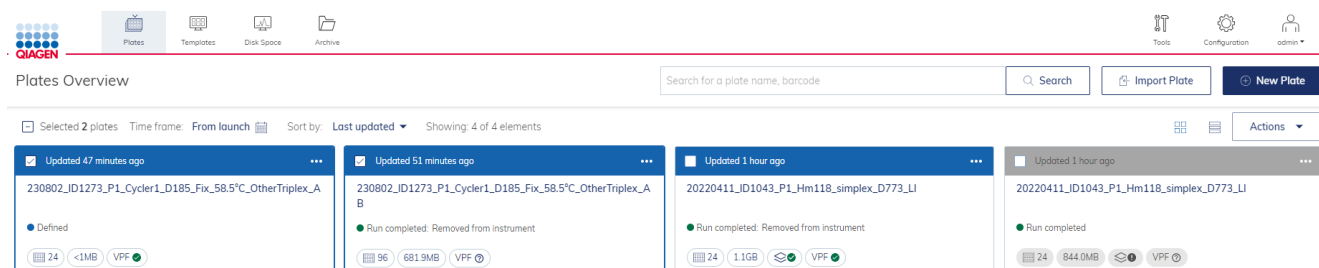 QIAGEN
Plates
Templates
Disk Space
Archive
Tools
Configuration
admin
Plates Overview
Search for a plate name, barcode
Search
Import Plate
New Plate
Selected 2 plates
Time frame: From launch
Sort by: Last updated
Showing: 4 of 4 elements
Actions
Updated 47 minutes ago
230802_ID1273_P1_Cycler1_D185_Fix_58.5°C_OtherTriplex_A
Defined
24
<1MB
VPF
Updated 51 minutes ago
230802_ID1273_P1_Cycler1_D185_Fix_58.5°C_OtherTriplex_A
B
Run completed: Removed from instrument
96
681.9MB
VPF
Updated 1 hour ago
20220411_ID1043_P1_Hm118_simplex_D773_LI
Run completed: Removed from instrument
24
1.1GB
VPF
Updated 1 hour ago
20220411_ID1043_P1_Hm118_simplex_D773_LI
Run completed
24
844.0MB
VPF